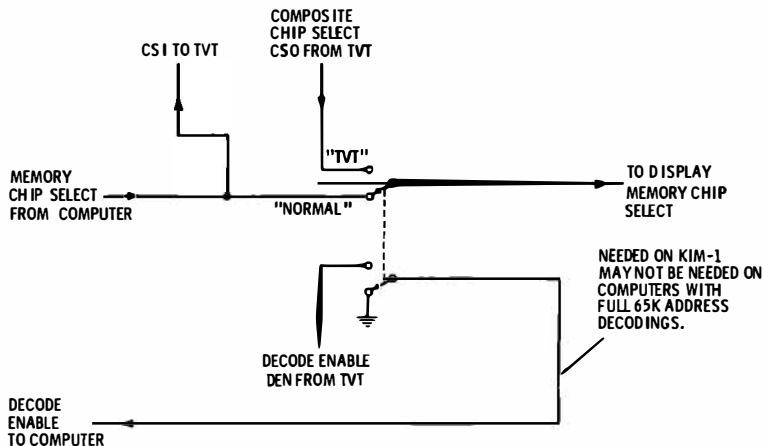 COMPOSITE
CHIP SELECT
CSO FROM TVT
CSI TO TVT
"TVT"
MEMORY
CHIP SELECT
FROM COMPUTER
"NORMAL"
TO DISPLAY
MEMORY CHIP
SELECT
NEEDED ON KIM-1
MAY NOT BE NEEDED ON
COMPUTERS WITH
FULL 65K ADDRESS
DECODINGS.
DECODE ENABLE
DEN FROM TVT
DECODE
ENABLE
TO COMPUTER